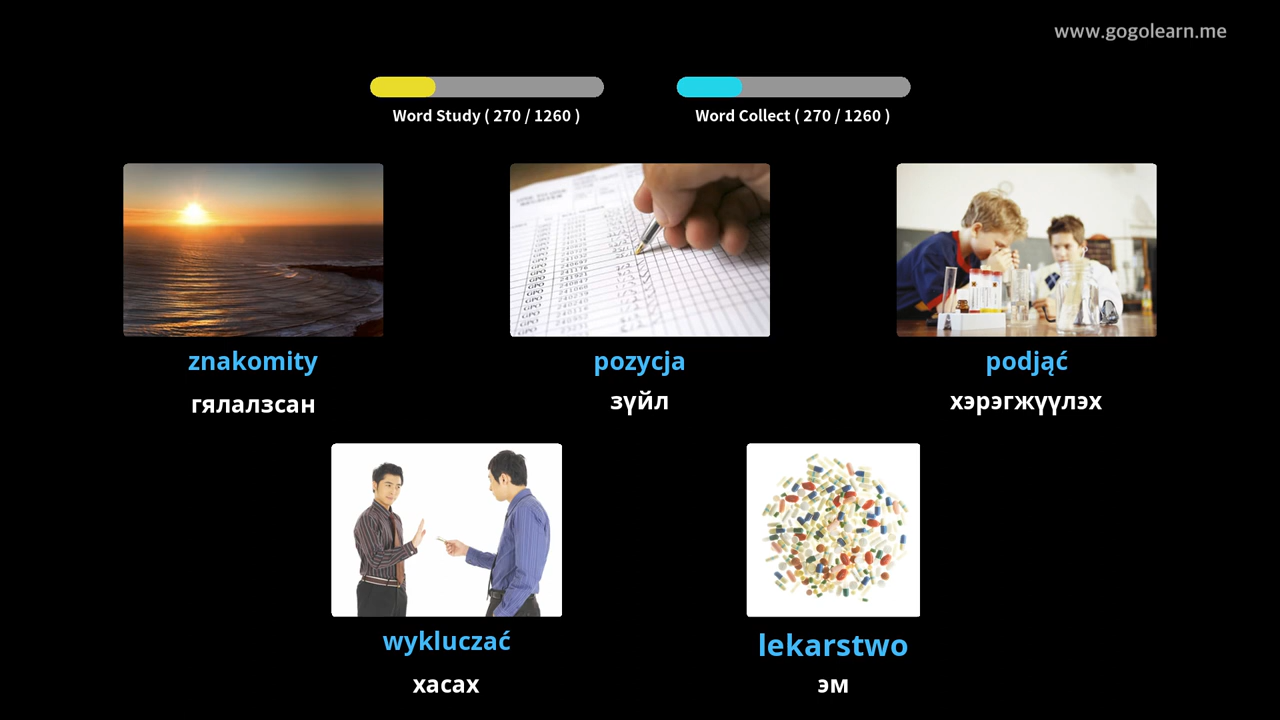 www.gogolearn.me
Word Study ( 270 / 1260 )
Word Collect ( 270 / 1260 )
znakomity
pozycja
podjąć
гялалзсан
зүйл
хэрэгжүүлэх
wykluczać
lekarstwo
хасах
эм